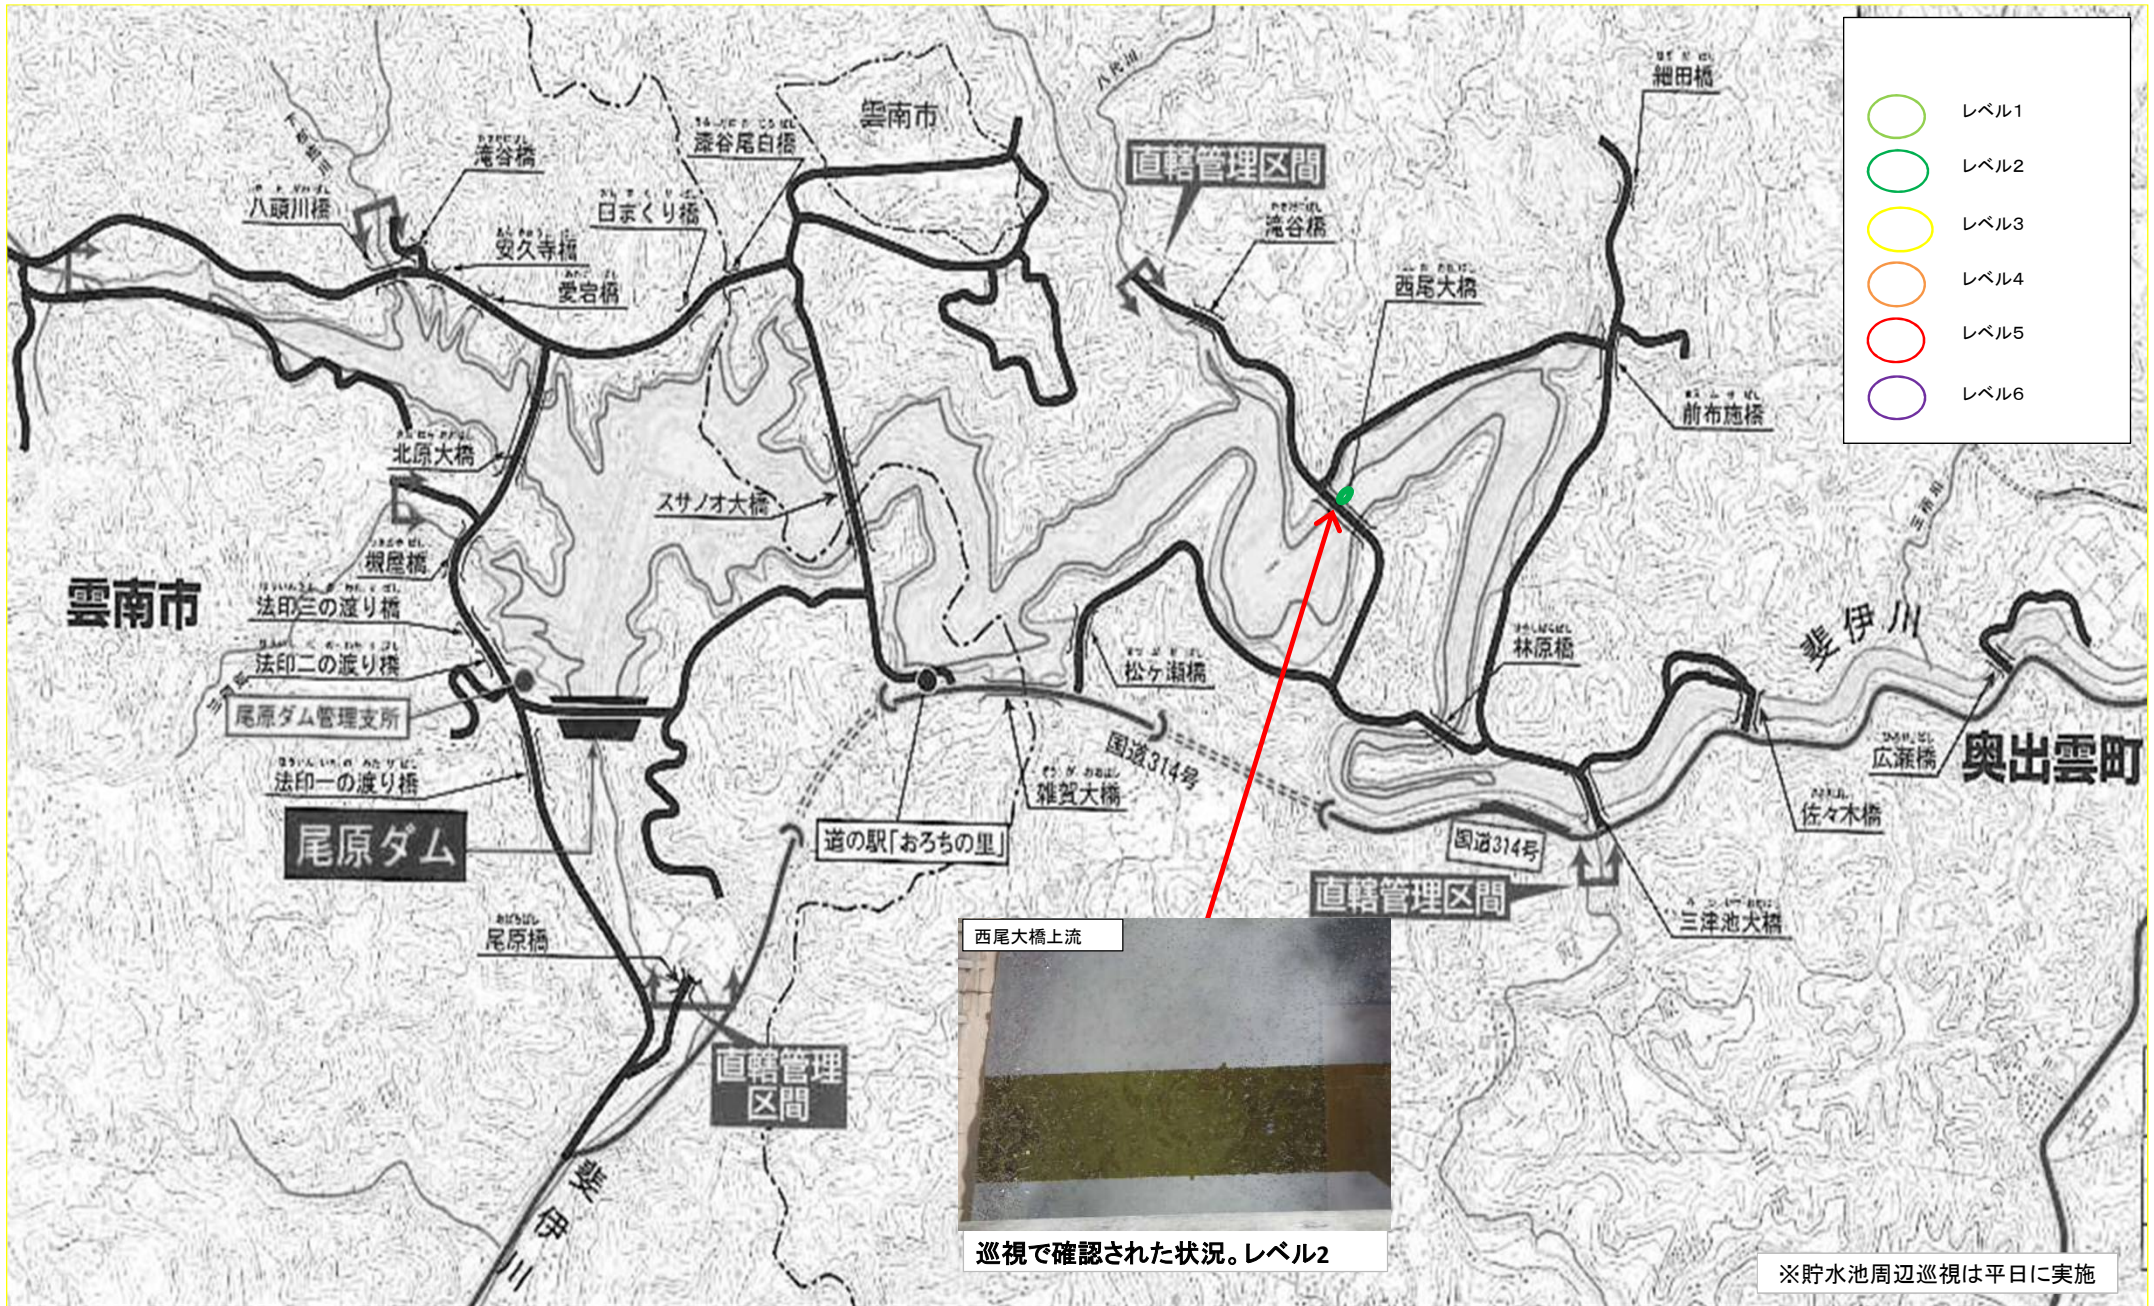 雲南市
細田橋
八代川
レベル1
レベル2
レベル3
レベル4
レベル5
レベル6
滝谷橋
漆谷尾白橋
直轄管理区間
八頭川橋
日まくり橋
安久寺橋
滝谷橋
愛宕橋
西尾大橋
前布施橋
北原大橋
スサノオ大橋
槻屋橋
雲南市
法印三の渡り橋
法印二の渡り橋
尾原ダム管理支所
法印一の渡り橋
尾原ダム
松ヶ瀬橋
林原橋
斐伊川
広瀬橋
奥出雲町
国道314号
雑賀大橋
佐々木橋
道の駅「おろちの里」
国道314号
直轄管理区間
三津池大橋
尾原橋
西尾大橋上流
直轄管理
区間
斐伊川
巡視で確認された状況。レベル2
※貯水池周辺巡視は平日に実施